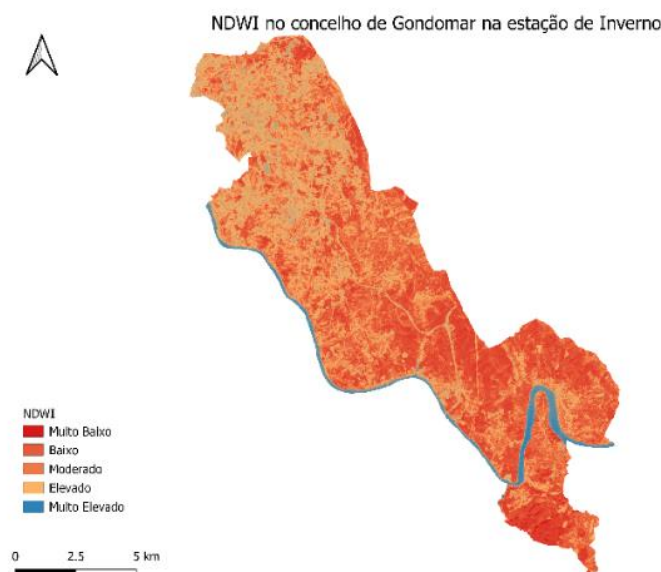 NDWI no concelho de Gondomar na estação de Inverno
NDWI
Muito Baixo
Baixo
Moderado
Elevado
Muito Elevado
0 2.5 5 km